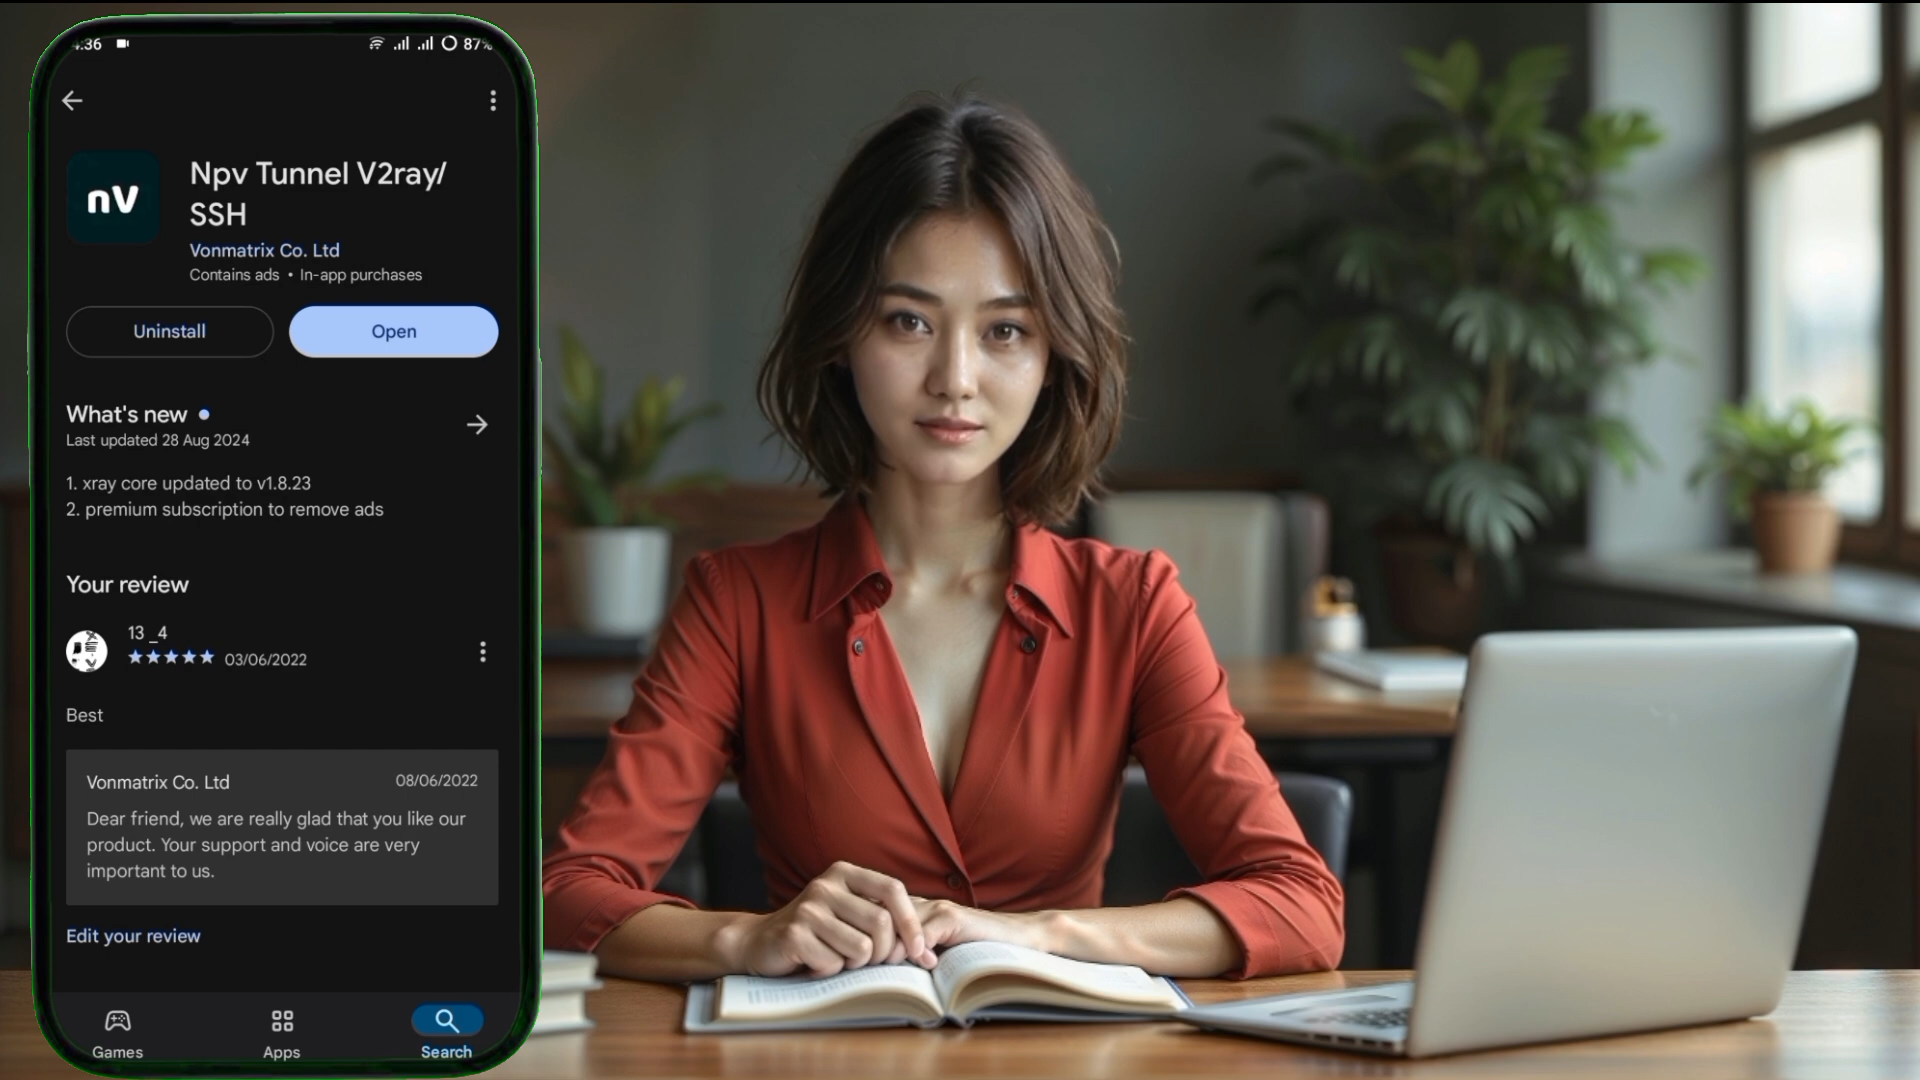 4:36
87%
nV
Npv Tunnel V2ray/
SSH
Vonmatrix Co. Ltd
Contains ads • In-app purchases
Uninstall
Open
What's new
Last updated 28 Aug 2024
1. xray core updated to v1.8.23
2. premium subscription to remove ads
Your review
13 _4
03/06/2022
Best
Vonmatrix Co. Ltd
08/06/2022
Dear friend, we are really glad that you like our
product. Your support and voice are very
important to us.
Edit your review
Games
Apps
Search